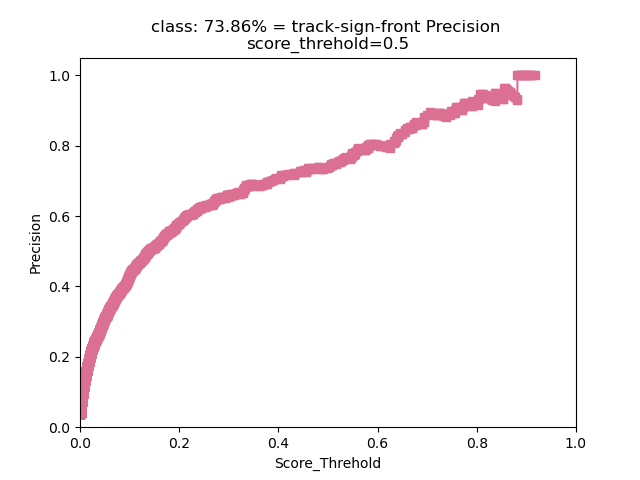 class: 73.86% = track-sign-front Precision
score_threhold=0.5
Precision
1.0
0.8
0.6
0.4
0.2
0.0
0.0 0.2 0.4 0.6 0.8 1.0
Score_Threhold